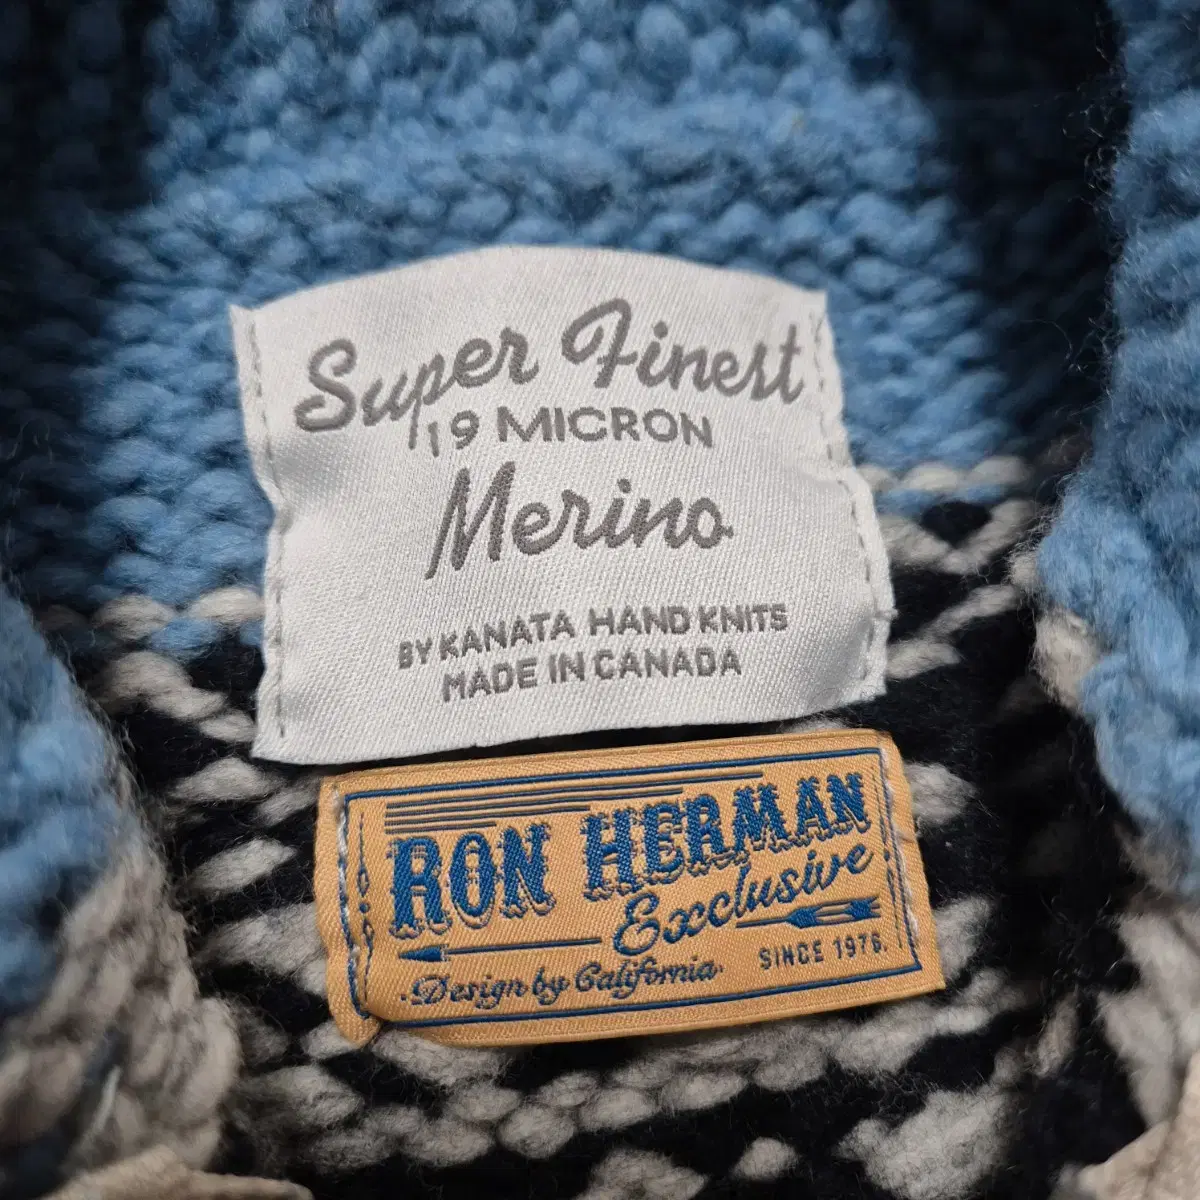 Super Finest
19 MICRON
Merino
BY KANATA HAND KNITS
MADE IN CANADA
RON HERMAN
Exclusive
·Design by California·
SINCE 1976.